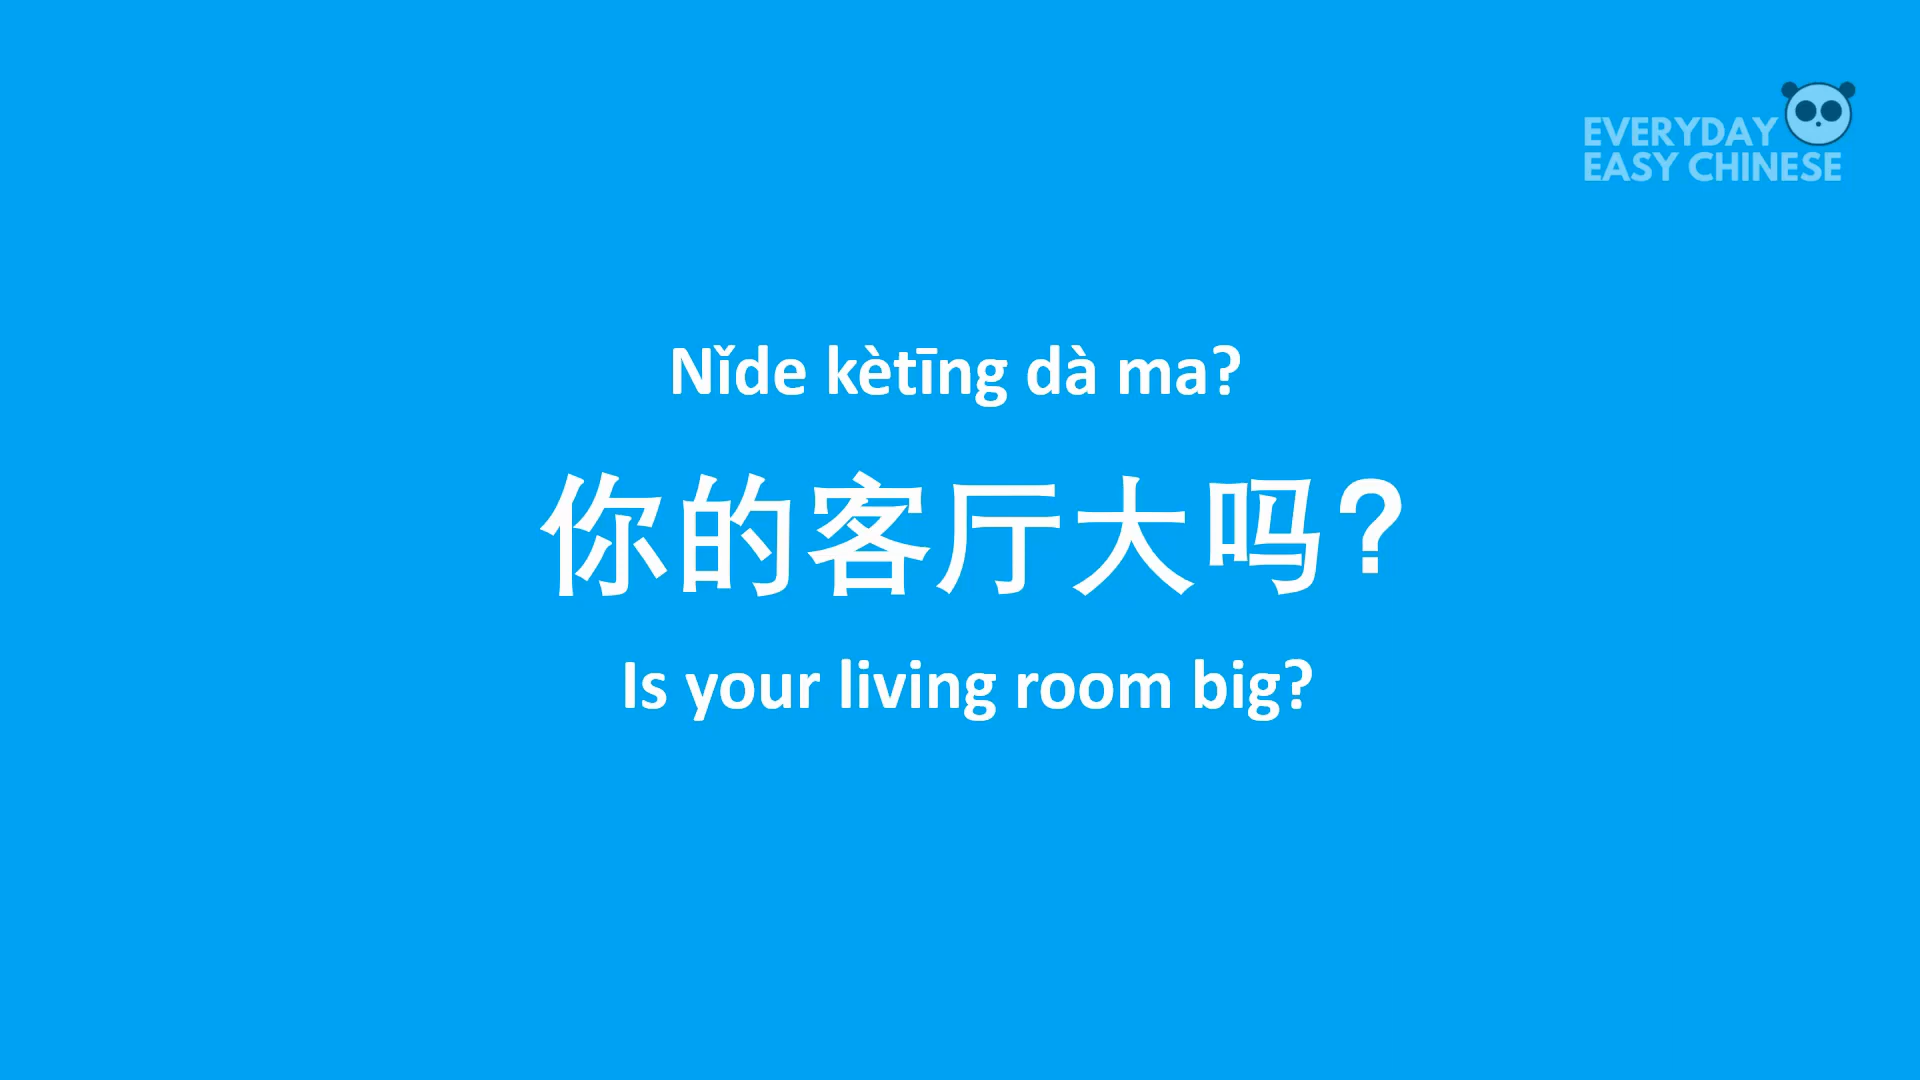 EVERYDAY
EASY CHINESE
Nǐde kètīng dà ma?
你的客厅大吗?
Is your living room big?